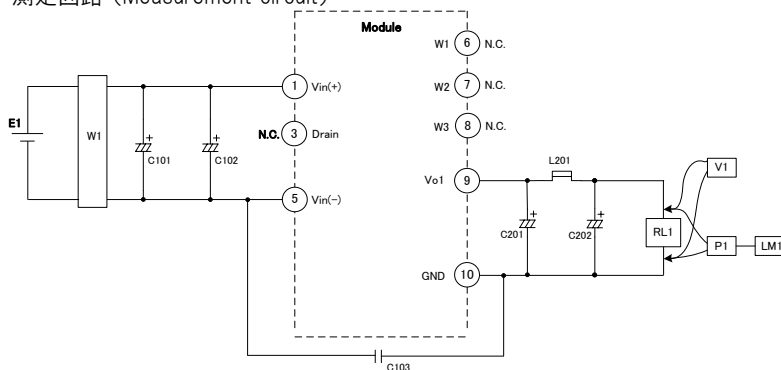 測定回路 (Measurement circuit)
Module
W1
6
N.C.
1
Vin(+)
W2
7
N.C.
E1
W1
C101
C102
N.C.
3
Drain
W3
8
N.C.
Vo1
9
L201
V1
5
Vin(-)
C201
C202
RL1
P1
LM1
GND
10
C103